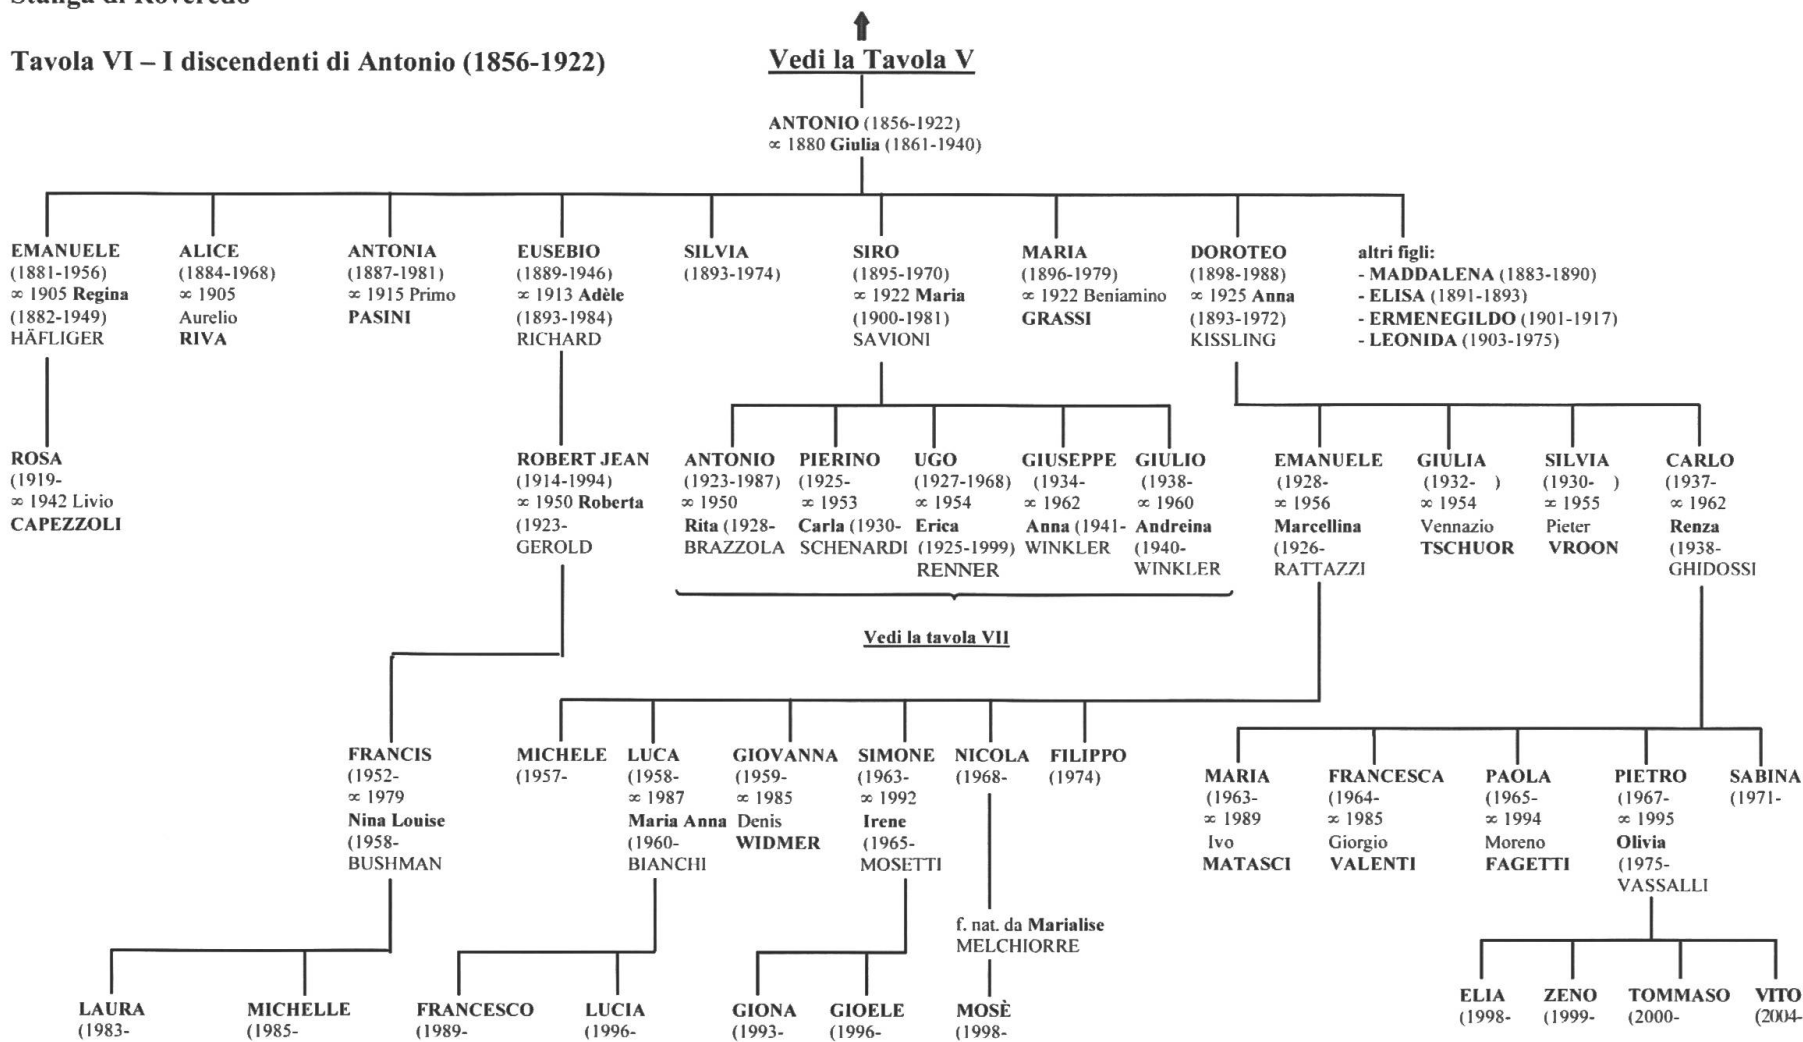 Stanga di Roveredo
Tavola VI – I discendenti di Antonio (1856-1922)
Vedi la Tavola V
ANTONIO (1856-1922)
∝ 1880 Giulia (1861-1940)
EMANUELE
(1881-1956)
∝ 1905 Regina
(1882-1949)
HÄFLIGER
ALICE
(1884-1968)
∝ 1905
Aurelio
RIVA
ANTONIA
(1887-1981)
∝ 1915 Primo
PASINI
EUSEBIO
(1889-1946)
∝ 1913 Adèle
(1893-1984)
RICHARD
SILVIA
(1893-1974)
SIRO
(1895-1970)
∝ 1922 Maria
(1900-1981)
SAVIONI
MARIA
(1896-1979)
∝ 1922 Beniamino
GRASSI
DOROTEO
(1898-1988)
∝ 1925 Anna
(1893-1972)
KISSLING
altri figli:
- MADDALENA (1883-1890)
- ELISA (1891-1893)
- ERMENEGILDO (1901-1917)
- LEONIDA (1903-1975)
ROSA
(1919-
∝ 1942 Livio
CAPEZZOLI
ROBERT JEAN
(1914-1994)
∝ 1950 Roberta
(1923-
GEROLD
ANTONIO
(1923-1987)
∝ 1950
Rita (1928-
BRAZZOLA
PIERINO
(1925-
∝ 1953
Carla (1930-
SCHENARDI
UGO
(1927-1968)
∝ 1954
Erica
(1925-1999)
RENNER
GIUSEPPE
(1934-
∝ 1962
Anna (1941-
WINKLER
GIULIO
(1938-
∝ 1960
Andreina
(1940-
WINKLER
EMANUELE
(1928-
∝ 1956
Marcellina
(1926-
RATTAZZI
GIULIA
(1932- )
∝ 1954
Vennazio
TSCHUOR
SILVIA
(1930- )
∝ 1955
Pieter
VROON
CARLO
(1937-
∝ 1962
Renza
(1938-
GHIDOSSI
Vedi la tavola VII
FRANCIS
(1952-
∝ 1979
Nina Louise
(1958-
BUSHMAN
MICHELE
(1957-
LUCA
(1958-
∝ 1987
Maria Anna
(1960-
BIANCHI
GIOVANNA
(1959-
∝ 1985
Denis
WIDMER
SIMONE
(1963-
∝ 1992
Irene
(1965-
MOSETTI
NICOLA
(1968-
FILIPPO
(1974)
MARIA
(1963-
∝ 1989
Ivo
MATASCI
FRANCESCA
(1964-
∝ 1985
Giorgio
VALENTI
PAOLA
(1965-
∝ 1994
Moreno
FAGETTI
PIETRO
(1967-
∝ 1995
Olivia
(1975-
VASSALLI
SABINA
(1971-
f. nat. da Marialise
MELCHIORRE
LAURA
(1983-
MICHELLE
(1985-
FRANCESCO
(1989-
LUCIA
(1996-
GIONA
(1993-
GIOELE
(1996-
MOSÈ
(1998-
ELIA
(1998-
ZENO
(1999-
TOMMASO
(2000-
VITO
(2004-